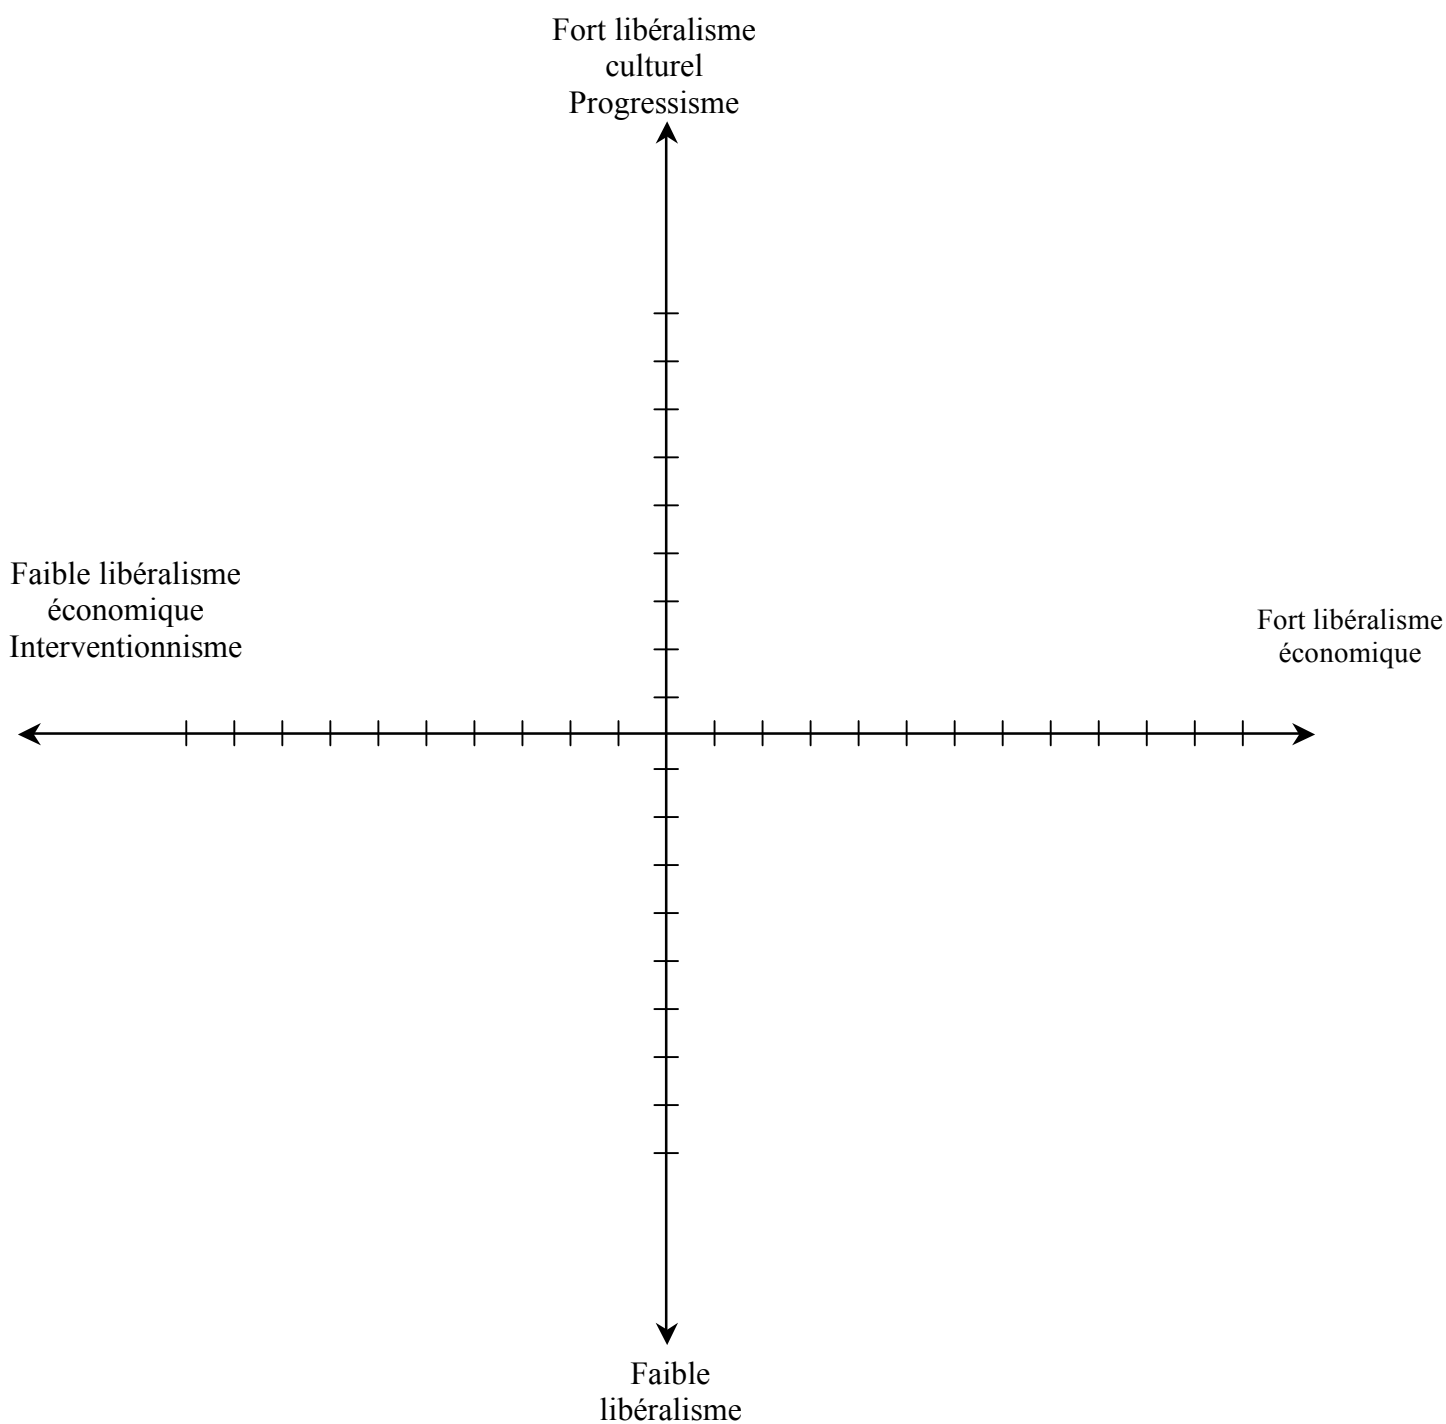 Fort libéralisme
culturel
Progressisme
Faible libéralisme
économique
Interventionnisme
Fort libéralisme
économique
Faible
libéralisme